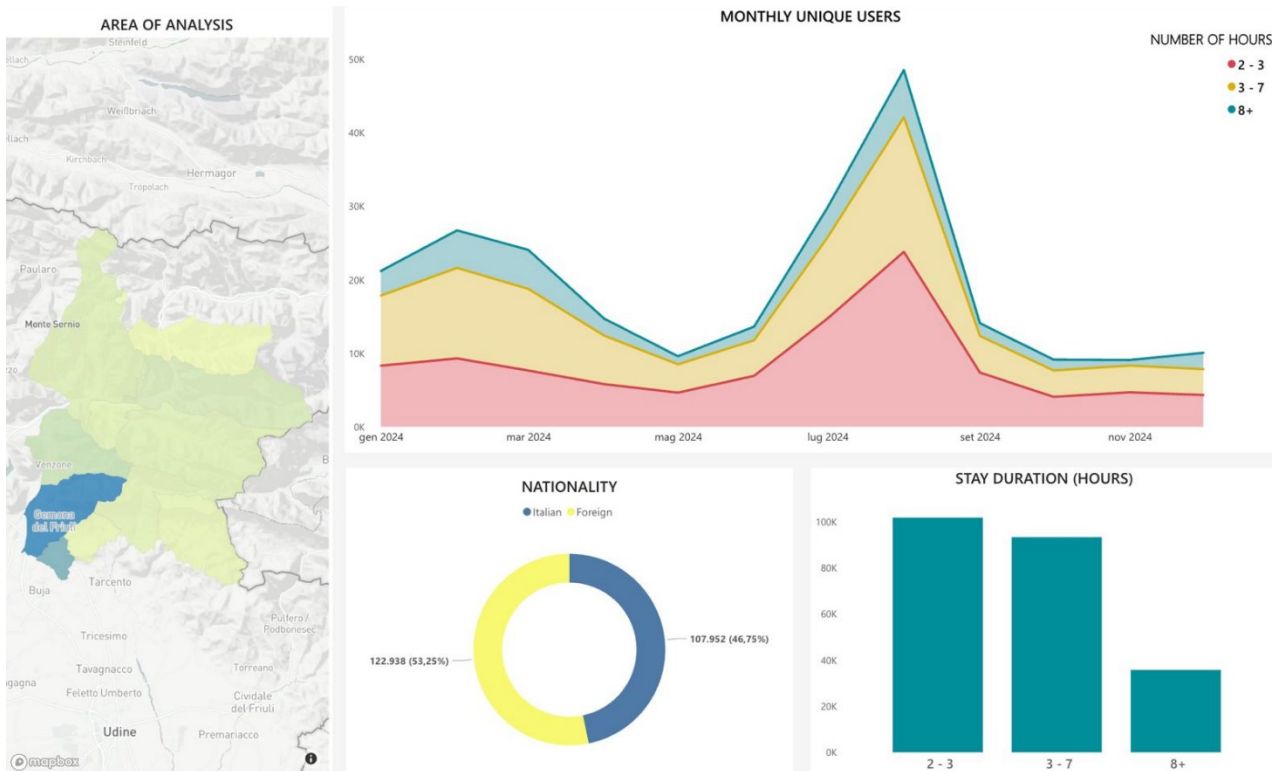 AREA OF ANALYSIS
Steinfeld
ellach
Weißbriach
ellach
Kirchbach
Hermagor
Tröpolach
Paularo
Monte Sernio
Venzone
Gemona
del Friuli
Tarcento
Buja
Pulfero/
Podbonesec
Tricesimo
Tavagnacco
Torreano
agagna
Feletto Umberto
Cividale
del Friuli
Udine
Premariacco
mapbox
MONTHLY UNIQUE USERS
NUMBER OF HOURS
2 - 3
3 - 7
8+
50K
40K
30K
20K
10K
0K
gen 2024
mar 2024
mag 2024
lug 2024
set 2024
nov 2024
NATIONALITY
Italian Foreign
107.952 (46,75%)
122.938 (53,25%)
STAY DURATION (HOURS)
100K
80K
60K
40K
20K
0K
2 - 3
3 - 7
8+